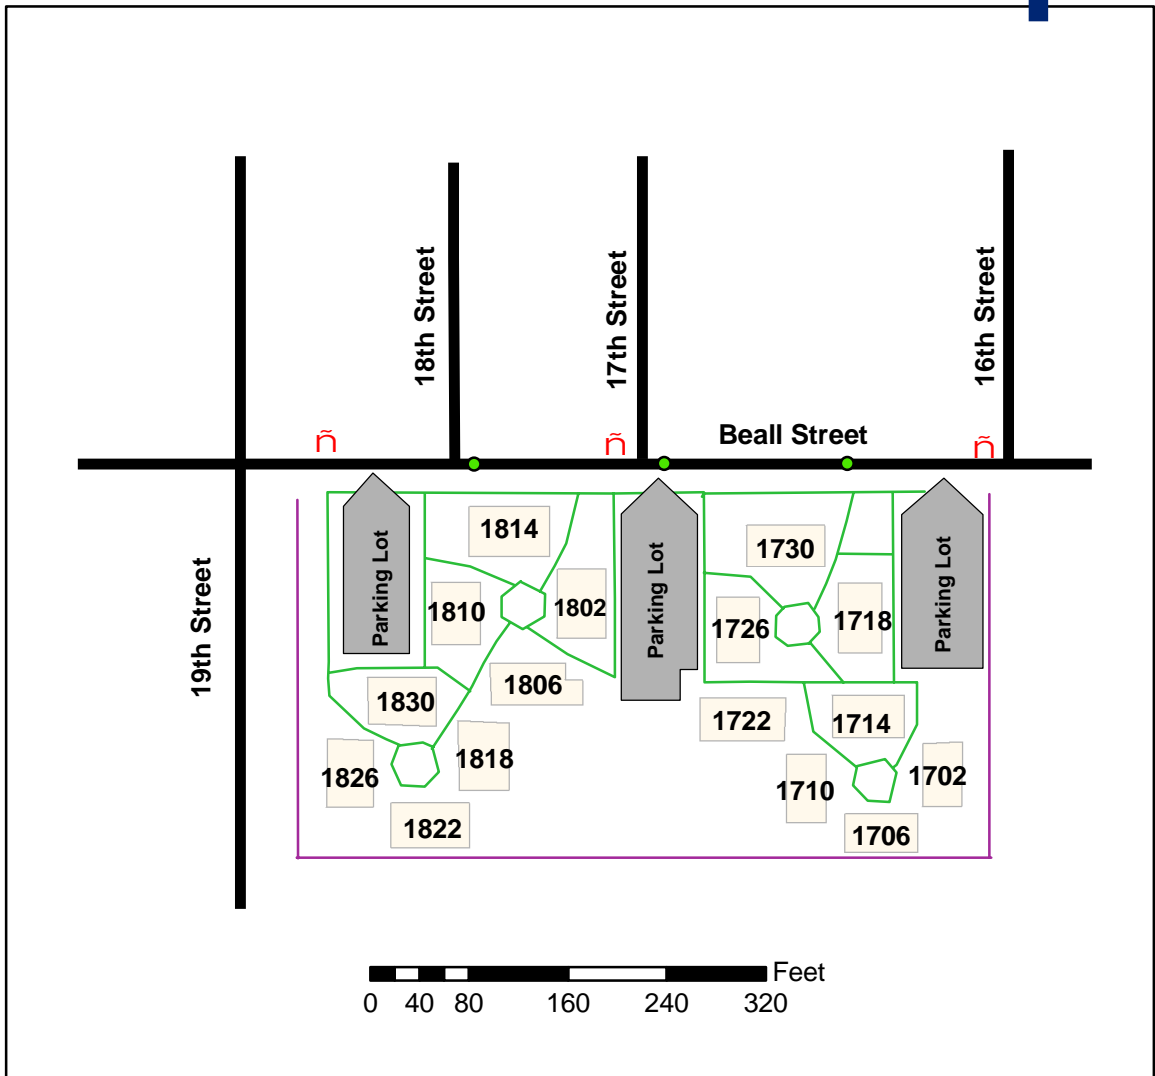 18th Street
17th Street
16th Street
ñ
ñ
Beall Street
ñ
19th Street
Parking Lot
1814
1810
1802
1806
1830
1818
1826
1822
Parking Lot
1730
1726
1718
1722
1714
1710
1702
1706
Parking Lot
Feet
0 40 80 160 240 320